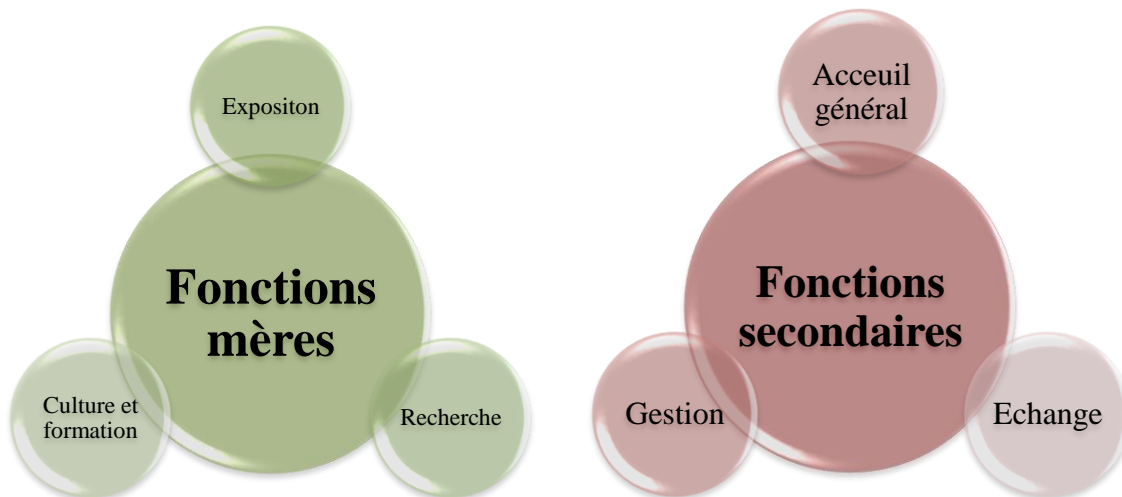 Expositon
Fonctions
mères
Culture et
formation
Recherche
Acceuil
général
Fonctions
secondaires
Gestion
Echange